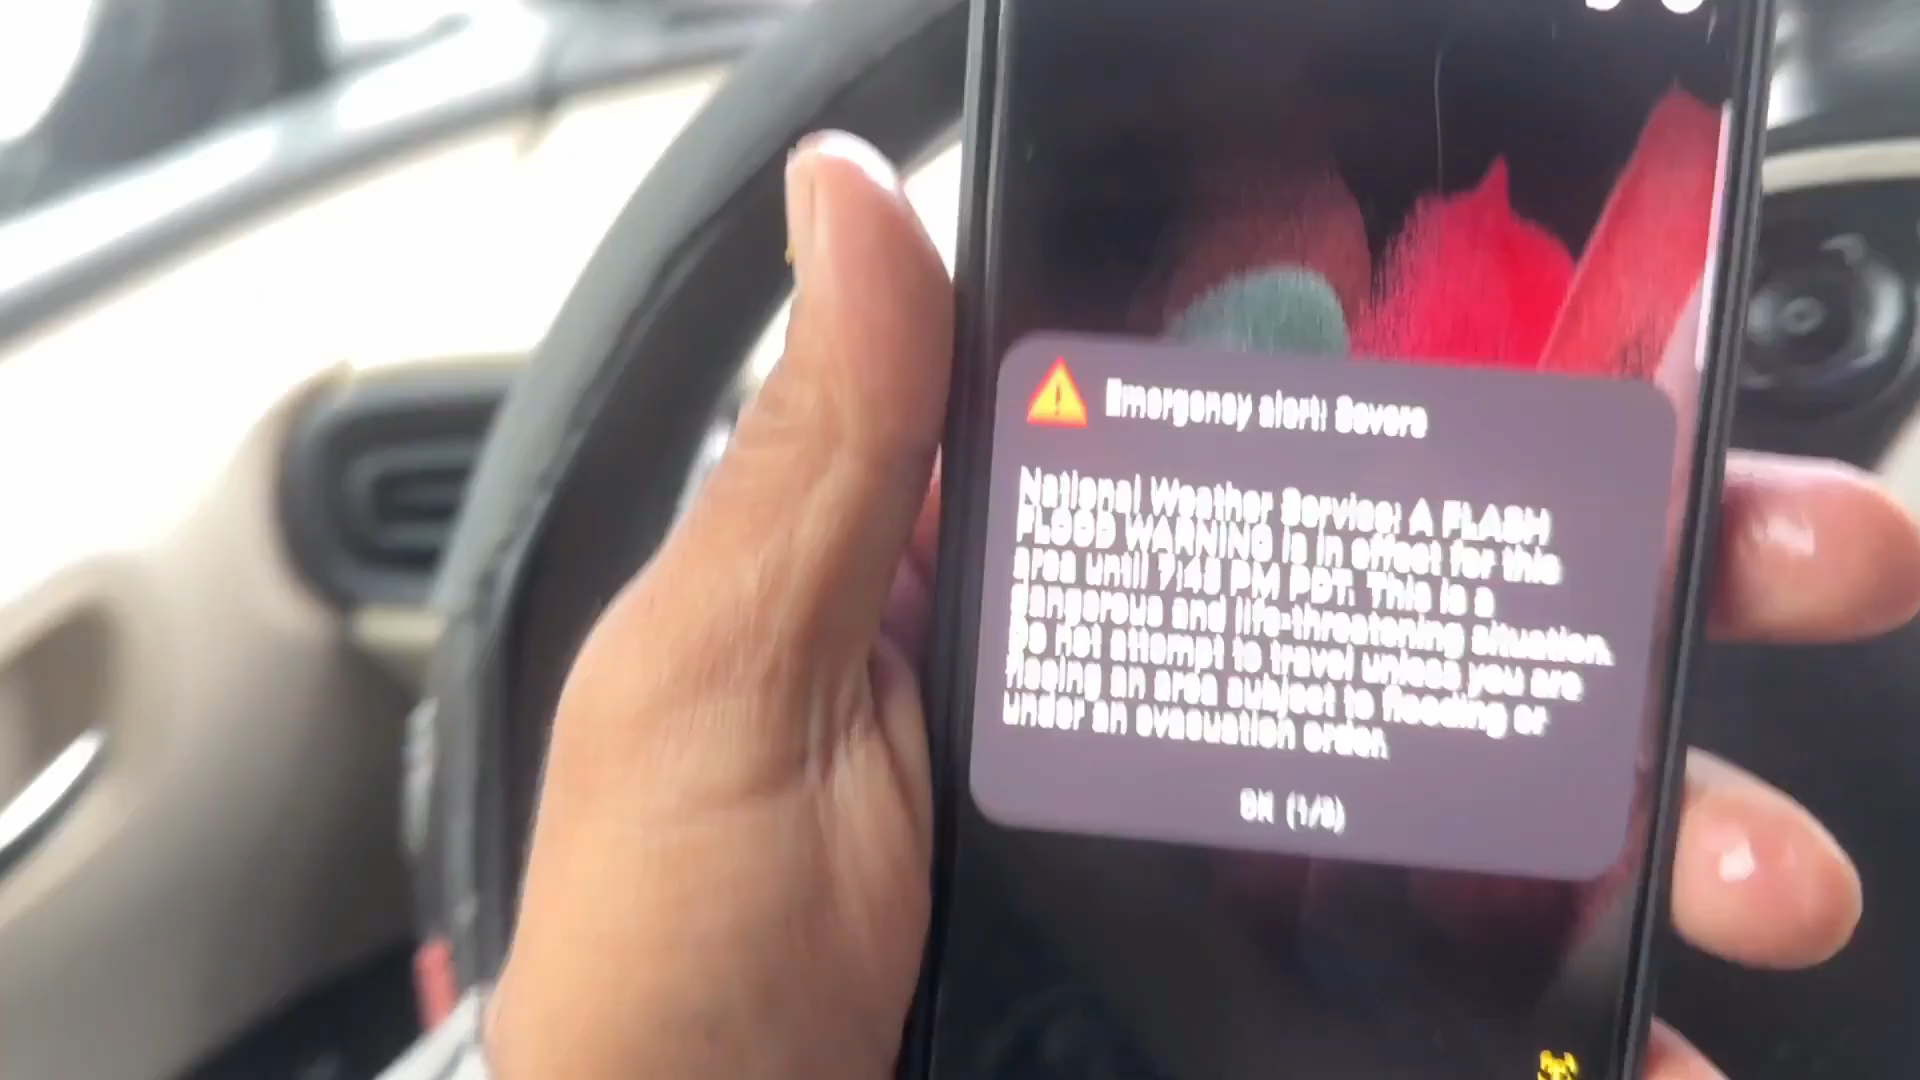 Emergency alert: Severe
National Weather Service: A FLASH
FLOOD WARNING is in effect for this
area until 7:45 PM PDT. This is a
dangerous and life-threatening situation.
Do not attempt to travel unless you are
fleeing an area subject to flooding or
under an evacuation order.
OK